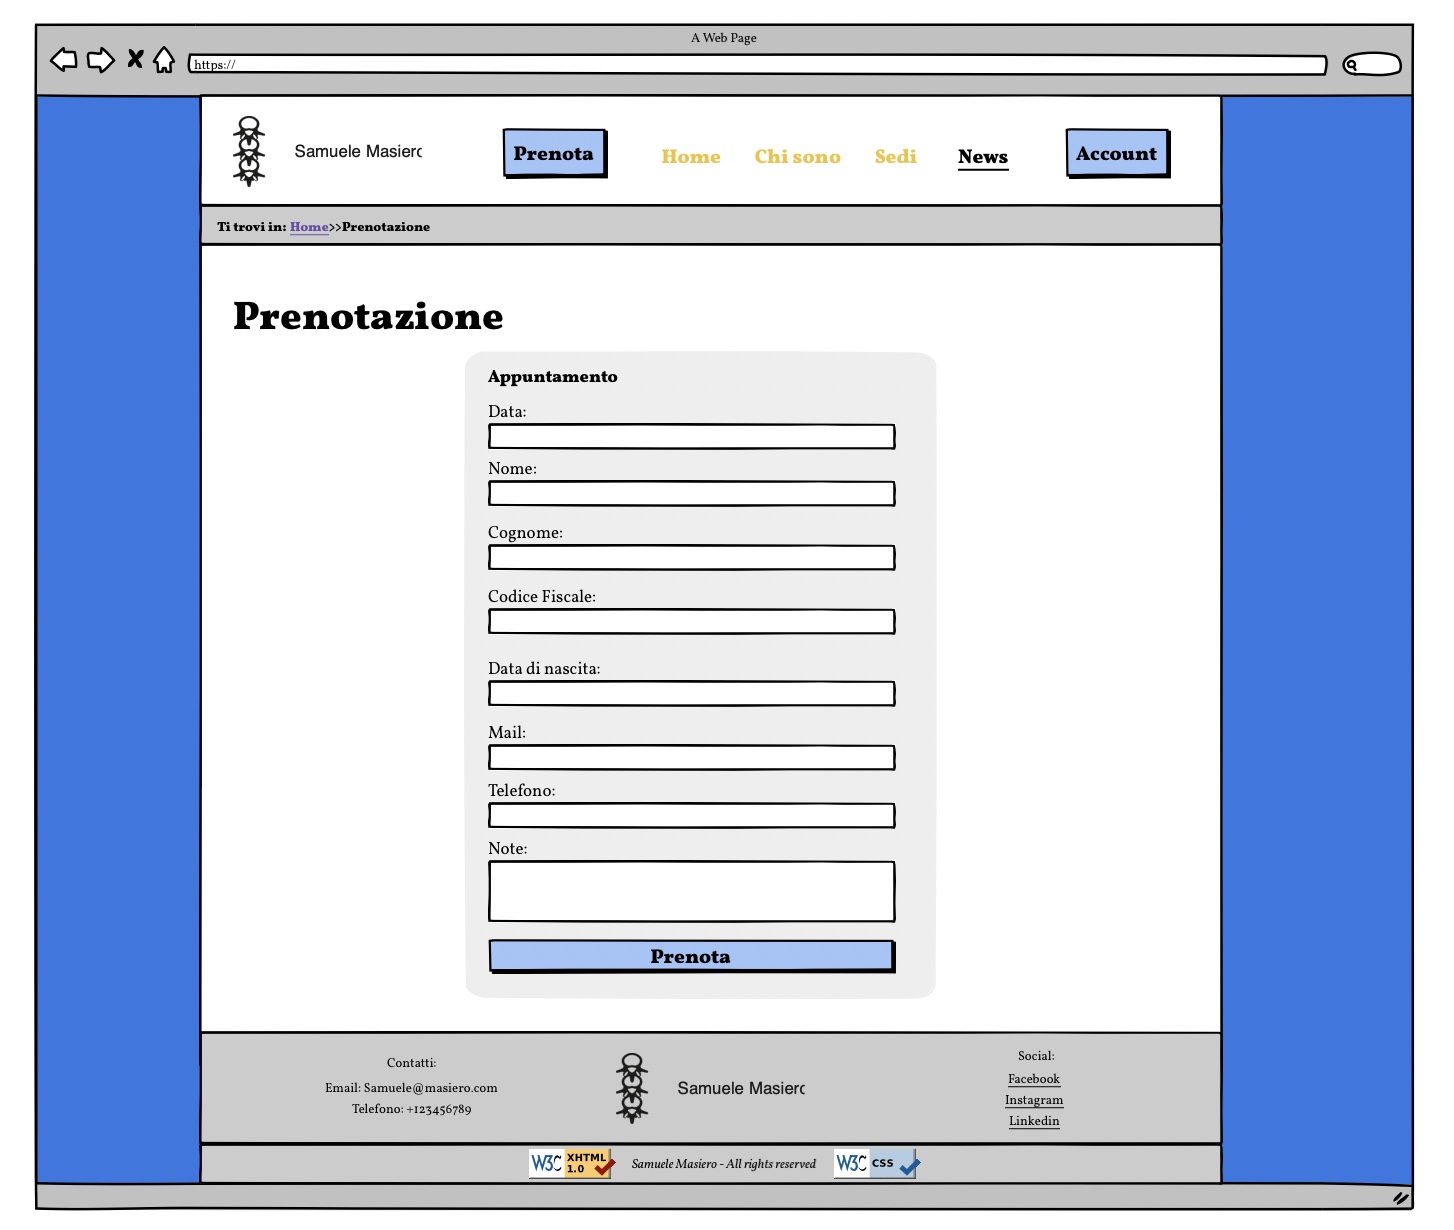 A Web Page
https://
Samuele Masiero
Prenota
Home
Chi sono
Sedi
News
Account
Ti trovi in: Home>>Prenotazione
Prenotazione
Appuntamento
Data:
Nome:
Cognome:
Codice Fiscale:
Data di nascita:
Mail:
Telefono:
Note:
Prenota
Contatti:
Email: Samuele@masiero.com
Telefono: +123456789
Samuele Masiero
Social:
Facebook
Instagram
Linkedin
W3C XHTML 1.0
Samuele Masiero - All rights reserved
W3C CSS